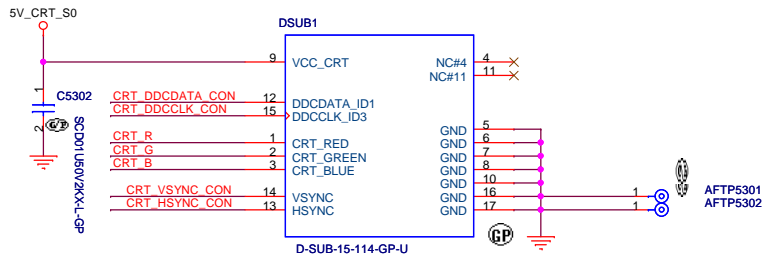 5V_CRT_S0
DSUB1
9 VCC_CRT NC#4 4
NC#11 11
1 C5302
2 G/P
SCD01U50V2KX-L-GP
CRT_DDCDATA_CON 12 DDCDATA_ID1
CRT_DDCCLK_CON 15 DDCCLK_ID3
CRT_R 1 CRT_RED
CRT_G 2 CRT_GREEN
CRT_B 3 CRT_BLUE
CRT_VSYNC_CON 14 VSYNC
CRT_HSYNC_CON 13 HSYNC
GND 5
GND 6
GND 7
GND 8
GND 10
GND 16
GND 17
1 AFTP5301
1 AFTP5302
GP
D-SUB-15-114-GP-U